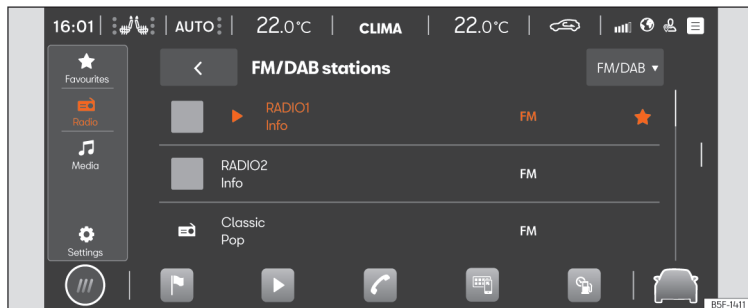 16:01 AUTO 22.0°C CLIMA 22.0°C
Favourites
Radio
Media
Settings
FM/DAB stations FM/DAB
RADIO1 FM
Info
RADIO2
Info FM
Classic
Pop FM
B5F-1411